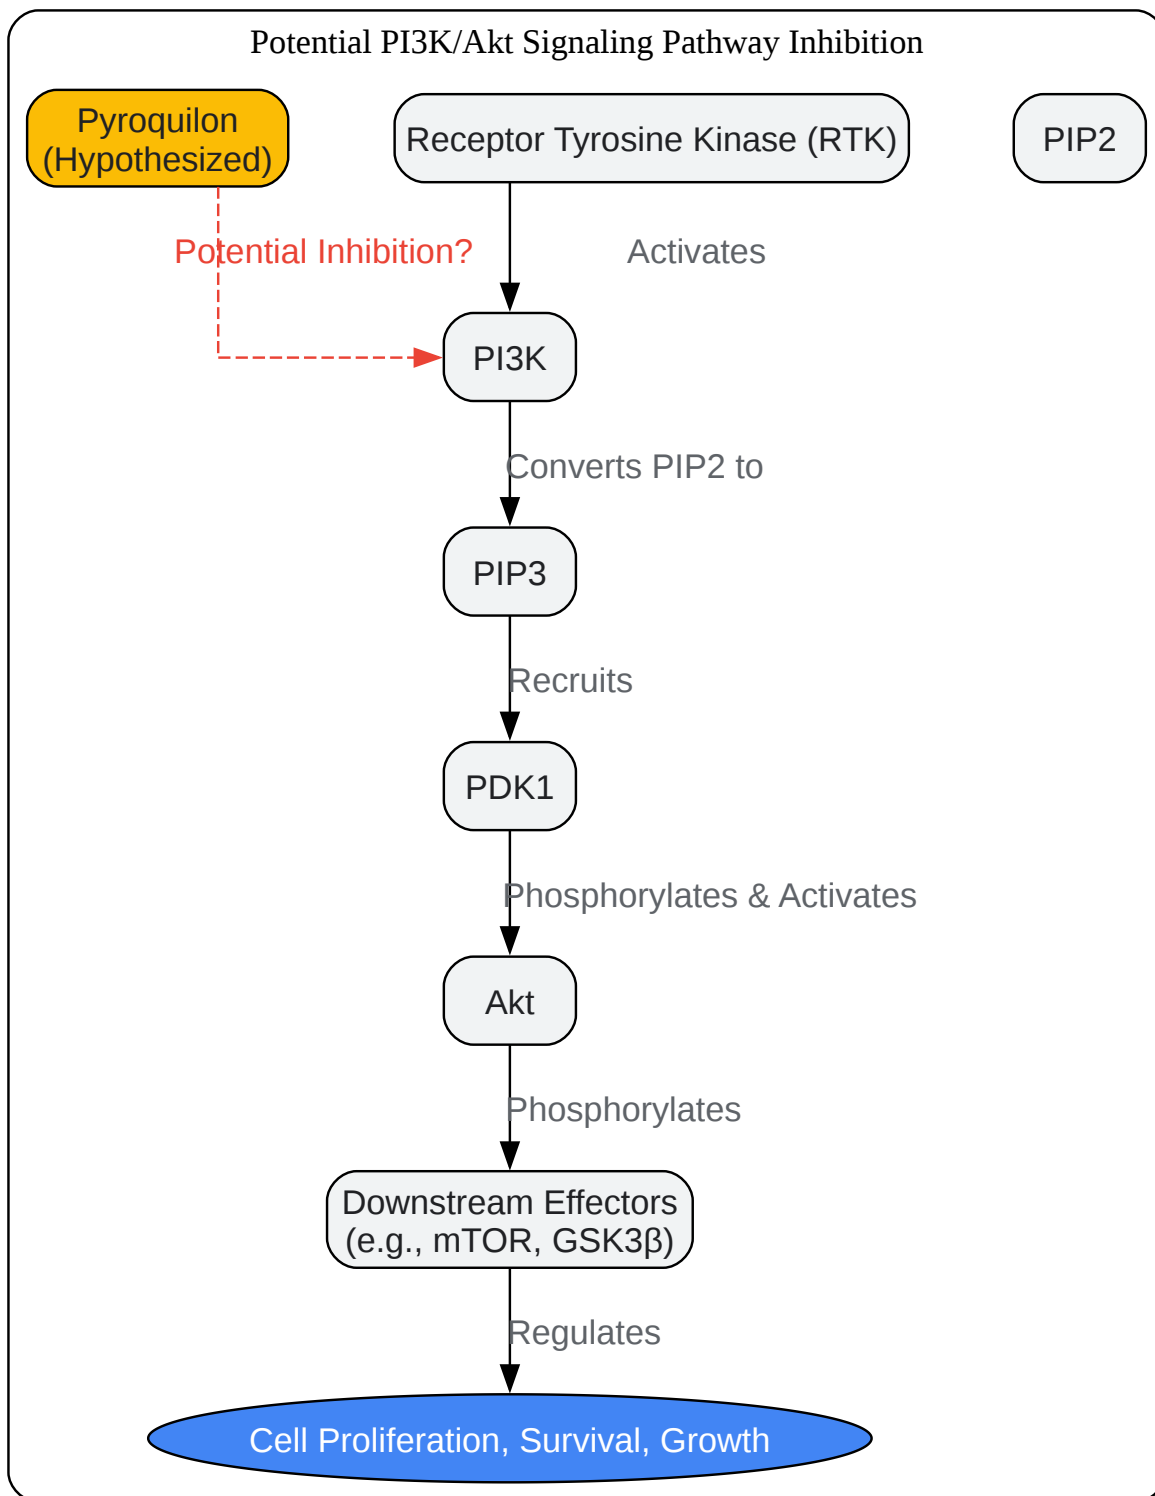 Potential PI3K/Akt Signaling Pathway Inhibition
Pyroquilon
(Hypothesized)
Receptor Tyrosine Kinase (RTK)
PIP2
Potential Inhibition?
Activates
PI3K
Converts PIP2 to
PIP3
Recruits
PDK1
Phosphorylates & Activates
Akt
Phosphorylates
Downstream Effectors
(e.g., mTOR, GSK3β)
Regulates
Cell Proliferation, Survival, Growth